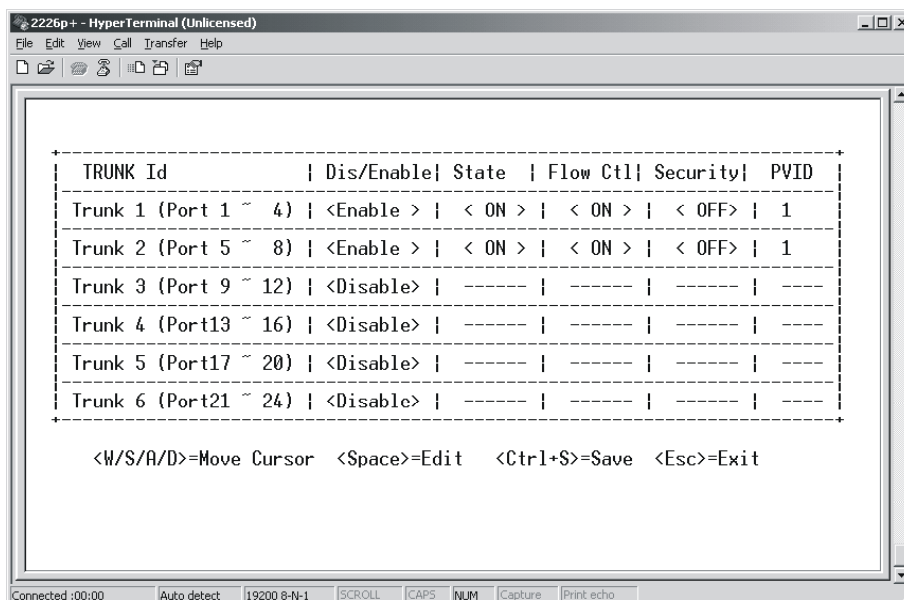 2226p+ - HyperTerminal (Unlicensed)
File Edit View Call Transfer Help
TRUNK Id | Dis/Enable| State | Flow Ctl| Security| PVID
Trunk 1 (Port 1 ~ 4) | <Enable > | < ON > | < ON > | < OFF> | 1
Trunk 2 (Port 5 ~ 8) | <Enable > | < ON > | < ON > | < OFF> | 1
Trunk 3 (Port 9 ~ 12) | <Disable> | ------ | ------ | ------ | ----
Trunk 4 (Port13 ~ 16) | <Disable> | ------ | ------ | ------ | ----
Trunk 5 (Port17 ~ 20) | <Disable> | ------ | ------ | ------ | ----
Trunk 6 (Port21 ~ 24) | <Disable> | ------ | ------ | ------ | ----
<W/S/A/D>=Move Cursor <Space>=Edit <Ctrl+S>=Save <Esc>=Exit
Connected :00:00 Auto detect 19200 8-N-1 SCROLL CAPS NUM Capture Print echo